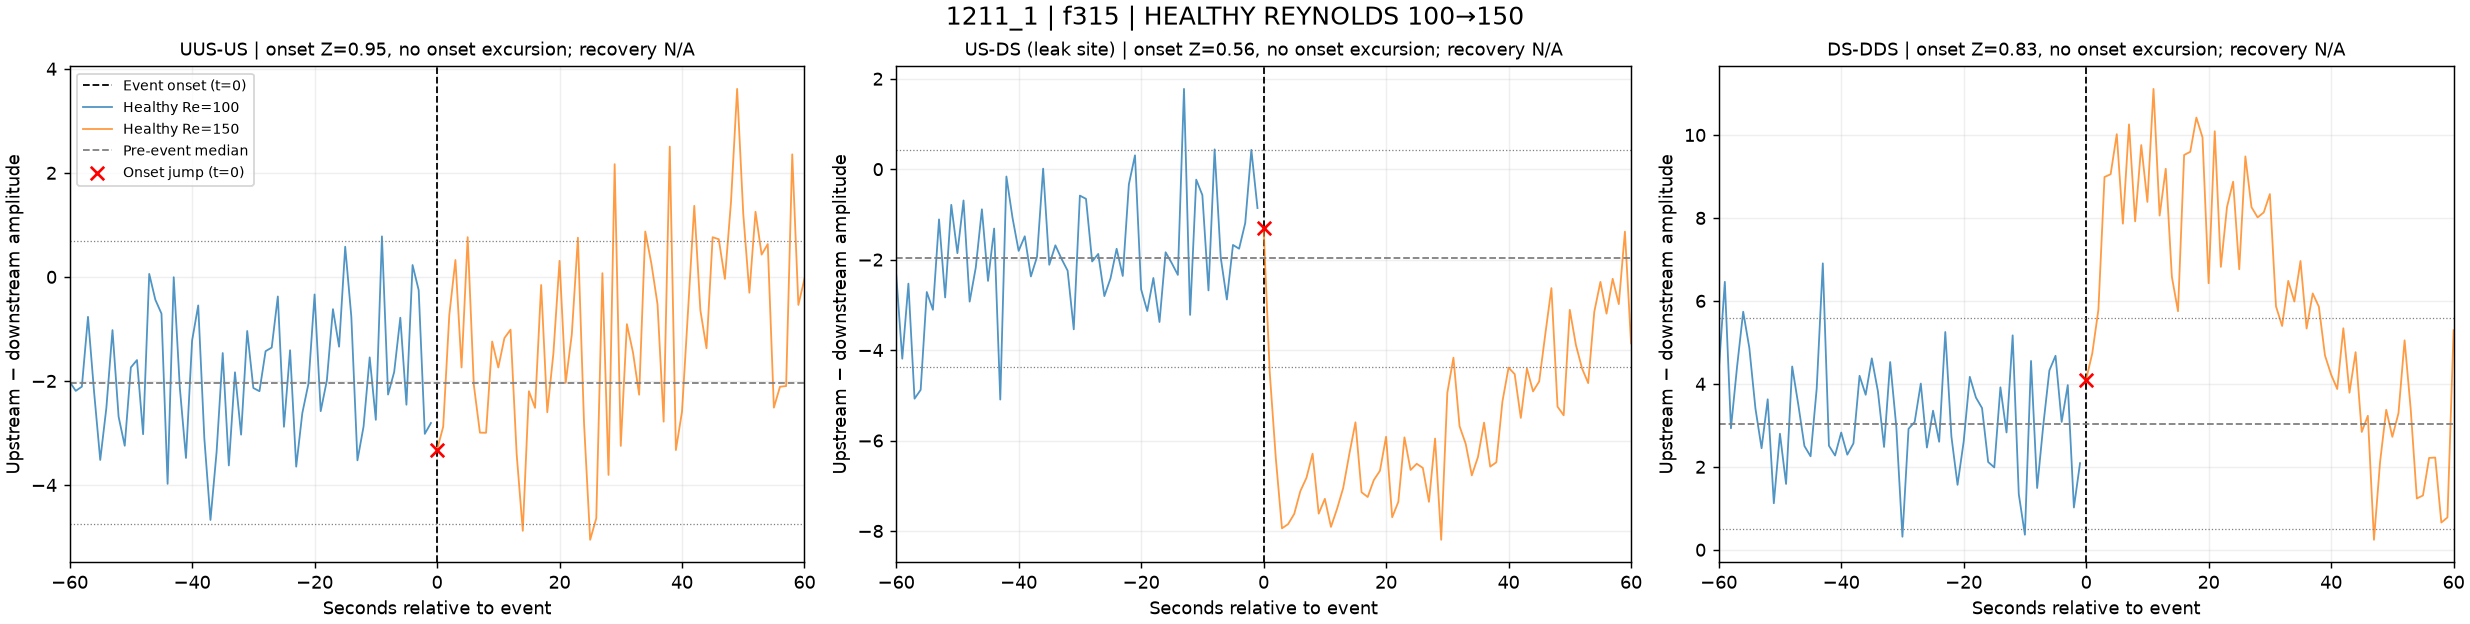 1211_1 | f315 | HEALTHY REYNOLDS 100→150
UUS-US | onset Z=0.95, no onset excursion; recovery N/A
Upstream − downstream amplitude
4
2
0
−2
−4
Event onset (t=0)
Healthy Re=100
Healthy Re=150
Pre-event median
Onset jump (t=0)
−60
−40
−20
0
20
40
60
Seconds relative to event
US-DS (leak site) | onset Z=0.56, no onset excursion; recovery N/A
Upstream − downstream amplitude
2
0
−2
−4
−6
−8
−60
−40
−20
0
20
40
60
Seconds relative to event
DS-DDS | onset Z=0.83, no onset excursion; recovery N/A
Upstream − downstream amplitude
10
8
6
4
2
0
−60
−40
−20
0
20
40
60
Seconds relative to event